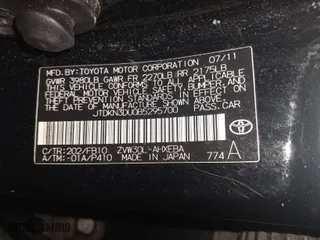 MFD.BY:TOYOTA MOTOR CORPORATION 07/11
GVWR 3980LB GAWR FR 2270LB RR 2175LB
THIS VEHICLE CONFORMS TO ALL APPLICABLE
FEDERAL MOTOR VEHICLE SAFETY,
BUMPER, AND THEFT PREVENTION STANDARDS
IN EFFECT ON THE DATE OF
MANUFACTURE SHOWN ABOVE.
JTDKN3DU0B5295700
PASS. CAR
TOYOTA
C/TR:202/FB10 ZVW30L-AHXEBA
A/TM:-01A/P410 MADE IN JAPAN 774 A